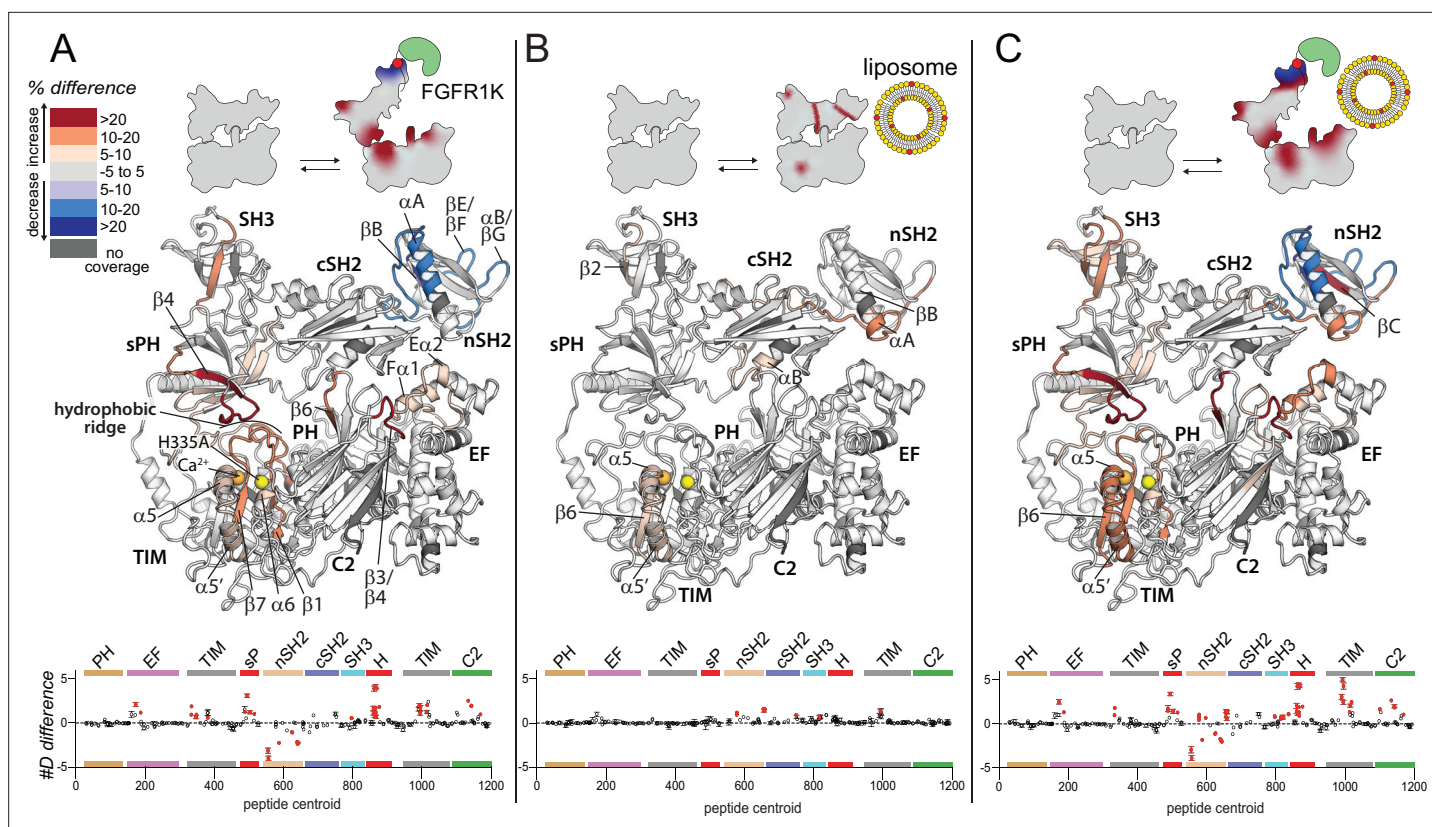 A
% difference
decrease increase
>20
10-20
5-10
-5 to 5
5-10
10-20
>20
no
coverage
FGFR1K
SH3
αA
βB
βE/
βF
αB/
βG
cSH2
nSH2
β4
sPH
Eα2
Fα1
hydrophobic
ridge
β6
PH
H335A
Ca2+
EF
α5
TIM
C2
α5'
β7
α6
β1
β3/
β4
PH
EF
TIM
sP
nSH2
cSH2
SH3
H
TIM
C2
#D difference
5
0
-5
0
200
400
600
800
1000
1200
peptide centroid
B
liposome
SH3
nSH2
cSH2
β2
βB
sPH
αA
αB
PH
α5
EF
β6
C2
α5'
TIM
PH
EF
TIM
sP
nSH2
cSH2
SH3
H
TIM
C2
5
0
-5
0
200
400
600
800
1000
1200
peptide centroid
C
SH3
nSH2
cSH2
βC
sPH
PH
α5
EF
β6
C2
α5'
TIM
PH
EF
TIM
sP
nSH2
cSH2
SH3
H
TIM
C2
5
0
-5
0
200
400
600
800
1000
1200
peptide centroid